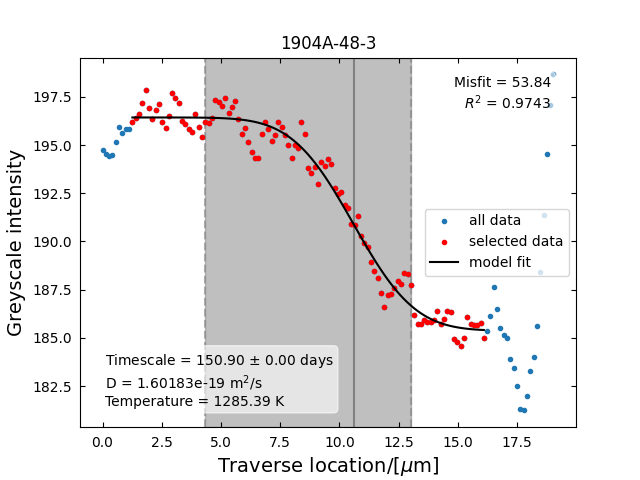 1904A-48-3
Misfit = 53.84
R² = 0.9743
Greyscale intensity
197.5
195.0
192.5
190.0
187.5
185.0
182.5
all data
selected data
model fit
Timescale = 150.90 ± 0.00 days
D = 1.60183e-19 m²/s
Temperature = 1285.39 K
0.0 2.5 5.0 7.5 10.0 12.5 15.0 17.5
Traverse location/[μm]